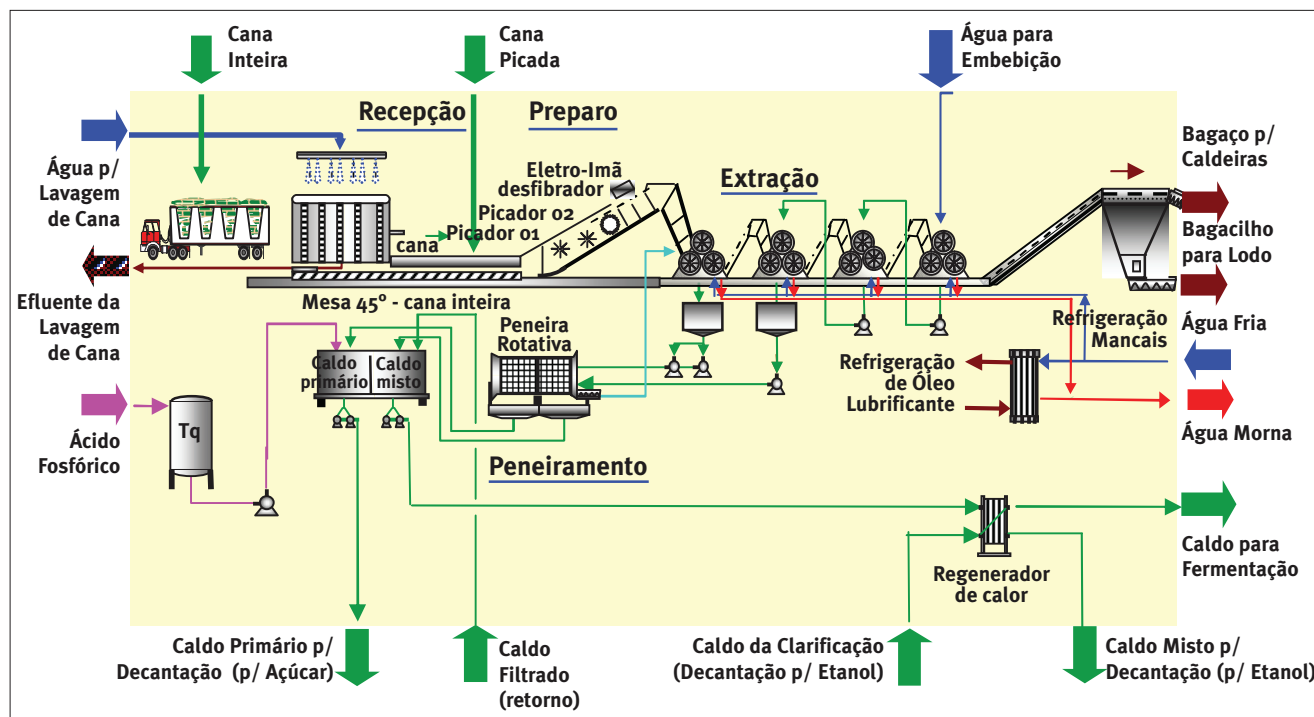 Cana
Inteira
Cana
Picada
Água para
Embebição
Recepção
Preparo
Água p/
Lavagem
de Cana
Eletro-Imã
desfibrador
Picador 02
Picador 01
cana
Extração
Bagaço p/
Caldeiras
Bagacilho
para Lodo
Efluente da
Lavagem
de Cana
Mesa 45º - cana inteira
Peneira
Rotativa
Caldo
primário
Caldo
misto
Refrigeração
Mancais
Água Fria
Refrigeração
de Óleo
Lubrificante
Água Morna
Ácido
Fosfórico
Tq
Peneiramento
Regenerador
de calor
Caldo para
Fermentação
Caldo Primário p/
Decantação (p/ Açúcar)
Caldo
Filtrado
(retorno)
Caldo da Clarificação
(Decantação p/ Etanol)
Caldo Misto p/
Decantação (p/ Etanol)